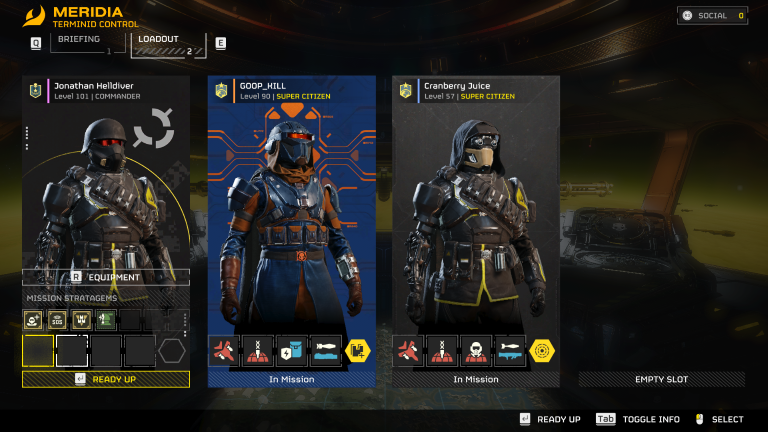 MERIDIA
TERMINID CONTROL
Q
BRIEFING
1
LOADOUT
2
E
SOCIAL 0
Jonathan Helldiver
Level 101 | COMMANDER
GOOP_KILL
Level 90 | SUPER CITIZEN
Cranberry Juice
Level 57 | SUPER CITIZEN
R EQUIPMENT
MISSION STRATAGEMS
SOS
READY UP
In Mission
In Mission
EMPTY SLOT
READY UP
Tab TOGGLE INFO
SELECT